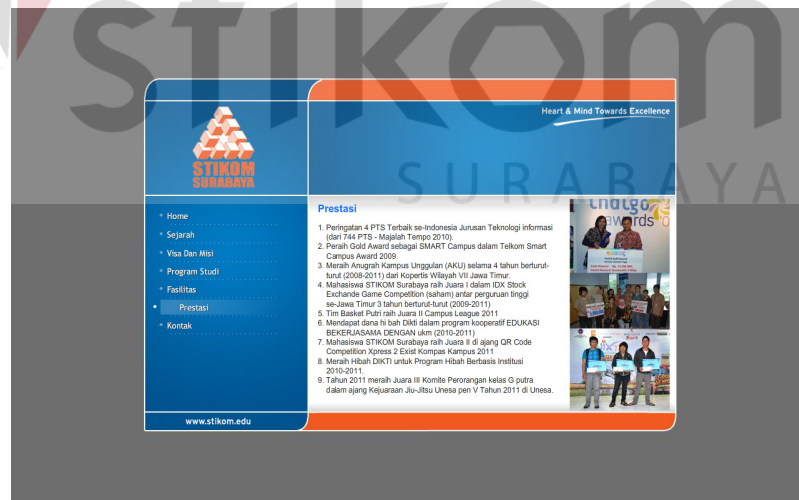 stikom
SURABAYA
Heart & Mind Towards Excellence
STIKOM
SURABAYA
Home
Sejarah
Visa Dan Misi
Program Studi
Fasilitas
Prestasi
Kontak
www.stikom.edu
Prestasi
1. Peringatan 4 PTS Terbaik se-Indonesia Jurusan Teknologi informasi
(dari 744 PTS - Majalah Tempo 2010).
2. Peraih Gold Award sebagai SMART Campus dalam Telkom Smart
Campus Award 2009.
3. Meraih Anugrah Kampus Unggulan (AKU) selama 4 tahun berturut-
turut (2008-2011) dari Kopertis Wilayah VII Jawa Timur.
4. Mahasiswa STIKOM Surabaya raih Juara I dalam IDX Stock
Exchande Game Competition (saham) antar perguruan tinggi
se-Jawa Timur 3 tahun berturut-turut (2009-2011)
5. Tim Basket Putri raih Juara II Campus League 2011
6. Mendapat dana hi bah Dikti dalam program kooperatif EDUKASI
BEKERJASAMA DENGAN ukm (2010-2011)
7. Mahasiswa STIKOM Surabaya raih Juara II di ajang QR Code
Competition Xpress 2 Exist Kompas Kampus 2011
8. Meraih Hibah DIKTI untuk Program Hibah Berbasis Institusi
2010-2011.
9. Tahun 2011 meraih Juara III Komite Perorangan kelas G putra
dalam ajang Kejuaraan Jiu-Jitsu Unesa pen V Tahun 2011 di Unesa.